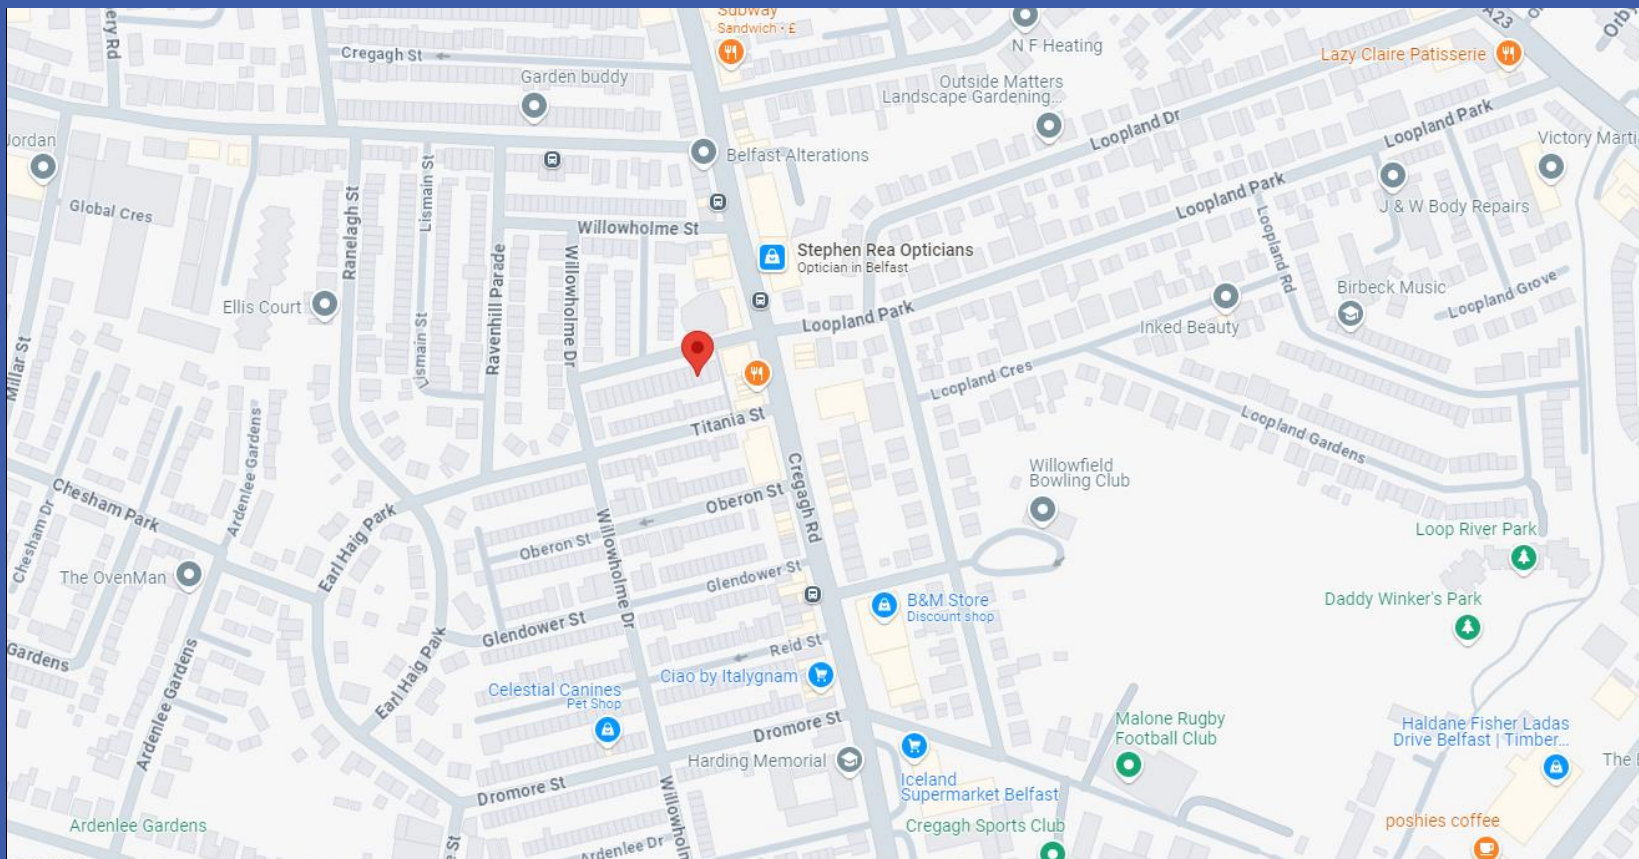 Subway
Sandwich · £
A23
Orby
ery Rd
Cregagh St
Garden buddy
N F Heating
Lazy Claire Patisserie
Outside Matters
Landscape Gardening...
Loopland Dr
Loopland Park
Victory Marti
Jordan
Belfast Alterations
Lismain St
Ranelagh St
Global Cres
Willowholme St
Loopland Park
J & W Body Repairs
Stephen Rea Opticians
Optician in Belfast
Loopland Rd
Ravenhill Parade
Willowholme Dr
Ellis Court
Loopland Park
Birbeck Music
Loopland Grove
Inked Beauty
Millar St
Lismain St
Loopland Cres
Titania St
Loopland Gardens
Ardenlee Gardens
Cregagh Rd
Willowfield
Bowling Club
Chesham Park
Oberon St
Earl Haig Park
Chesham Dr
Oberon St
Willowholme Dr
Loop River Park
The OvenMan
Glendower St
B&M Store
Discount shop
Daddy Winker's Park
Glendower St
Gardens
Earl Haig Park
Reid St
Ardenlee Gardens
Ciao by Italygnam
Celestial Canines
Pet Shop
Dromore St
Malone Rugby
Football Club
Haldane Fisher Ladas
Drive Belfast | Timber...
Harding Memorial
The
Iceland
Supermarket Belfast
Dromore St
Willowholm
Ardenlee Gardens
Cregagh Sports Club
poshies coffee
Ardenlee Dr
e St